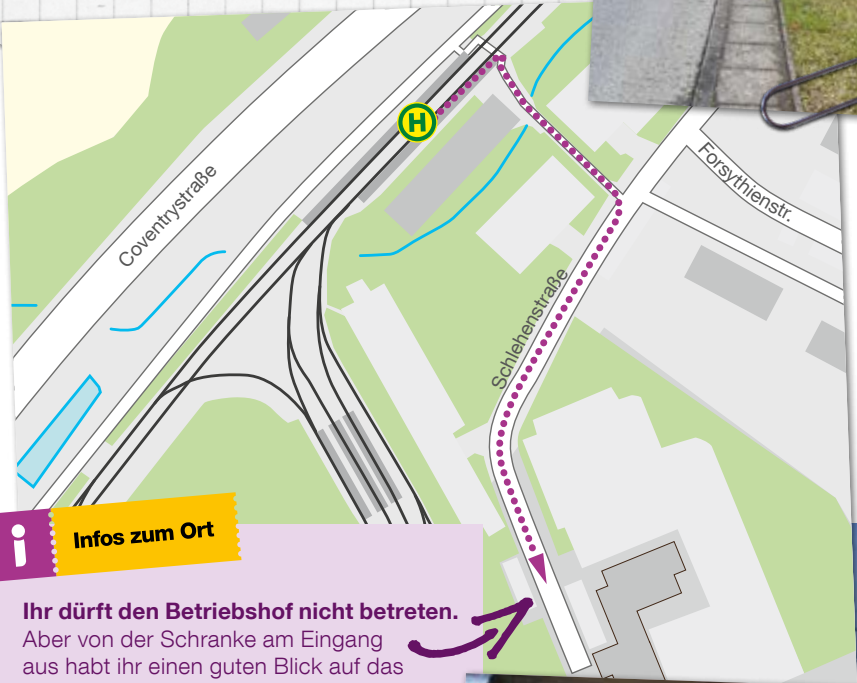 Coventrystraße
H
Forsythienstr.
Schlehenstraße
i
Infos zum Ort
Ihr dürft den Betriebshof nicht betreten.
Aber von der Schranke am Eingang
aus habt ihr einen guten Blick auf das